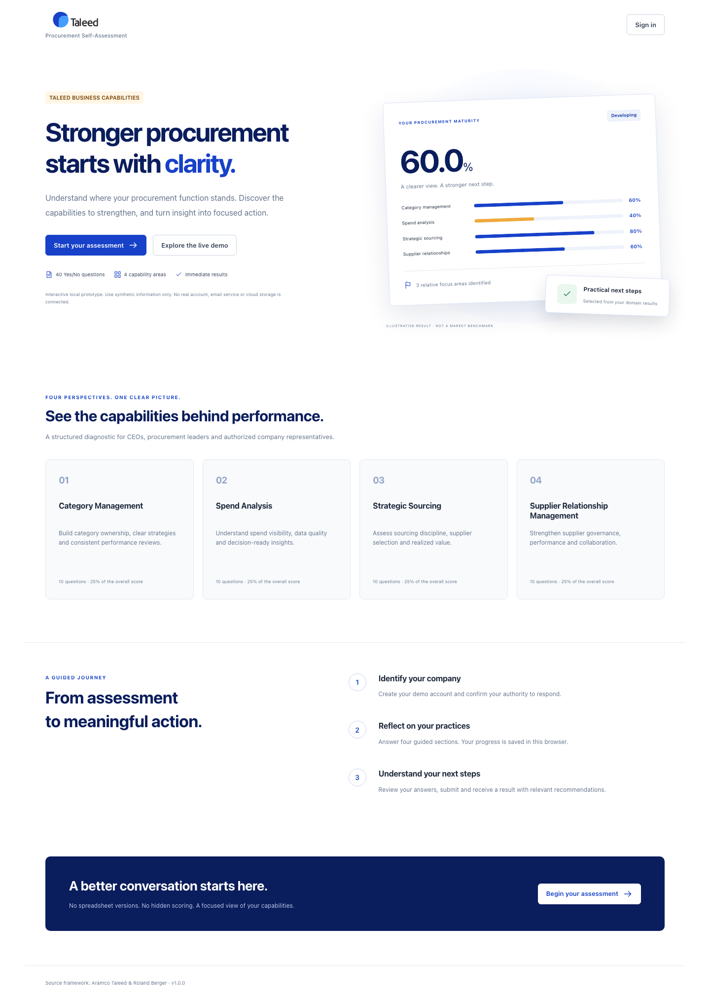 Taleed
Procurement Self-Assessment
Sign in
TALEED BUSINESS CAPABILITIES
Stronger procurement
starts with clarity.
Understand where your procurement function stands. Discover the
capabilities to strengthen, and turn insight into focused action.
Start your assessment
Explore the live demo
40 Yes/No questions
4 capability areas
Immediate results
Interactive local prototype. Use synthetic information only. No real account, email service or cloud storage is
connected.
YOUR PROCUREMENT MATURITY
Developing
60.0%
A clearer view. A stronger next step.
Category management 60%
Spend analysis 40%
Strategic sourcing 80%
Supplier relationships 60%
3 relative focus areas identified
Practical next steps
Selected from your domain results
ILLUSTRATIVE RESULT · NOT A MARKET BENCHMARK
FOUR PERSPECTIVES. ONE CLEAR PICTURE.
See the capabilities behind performance.
A structured diagnostic for CEOs, procurement leaders and authorized company representatives.
01
Category Management
Build category ownership, clear strategies
and consistent performance reviews.
10 questions · 25% of the overall score
02
Spend Analysis
Understand spend visibility, data quality
and decision-ready insights.
10 questions · 25% of the overall score
03
Strategic Sourcing
Assess sourcing discipline, supplier
selection and realized value.
10 questions · 25% of the overall score
04
Supplier Relationship
Management
Strengthen supplier governance,
performance and collaboration.
10 questions · 25% of the overall score
A GUIDED JOURNEY
From assessment
to meaningful action.
1
Identify your company
Create your demo account and confirm your authority to respond.
2
Reflect on your practices
Answer four guided sections. Your progress is saved in this browser.
3
Understand your next steps
Review your answers, submit and receive a result with relevant recommendations.
A better conversation starts here.
No spreadsheet versions. No hidden scoring. A focused view of your capabilities.
Begin your assessment
Source framework: Aramco Taleed & Roland Berger · v1.0.0